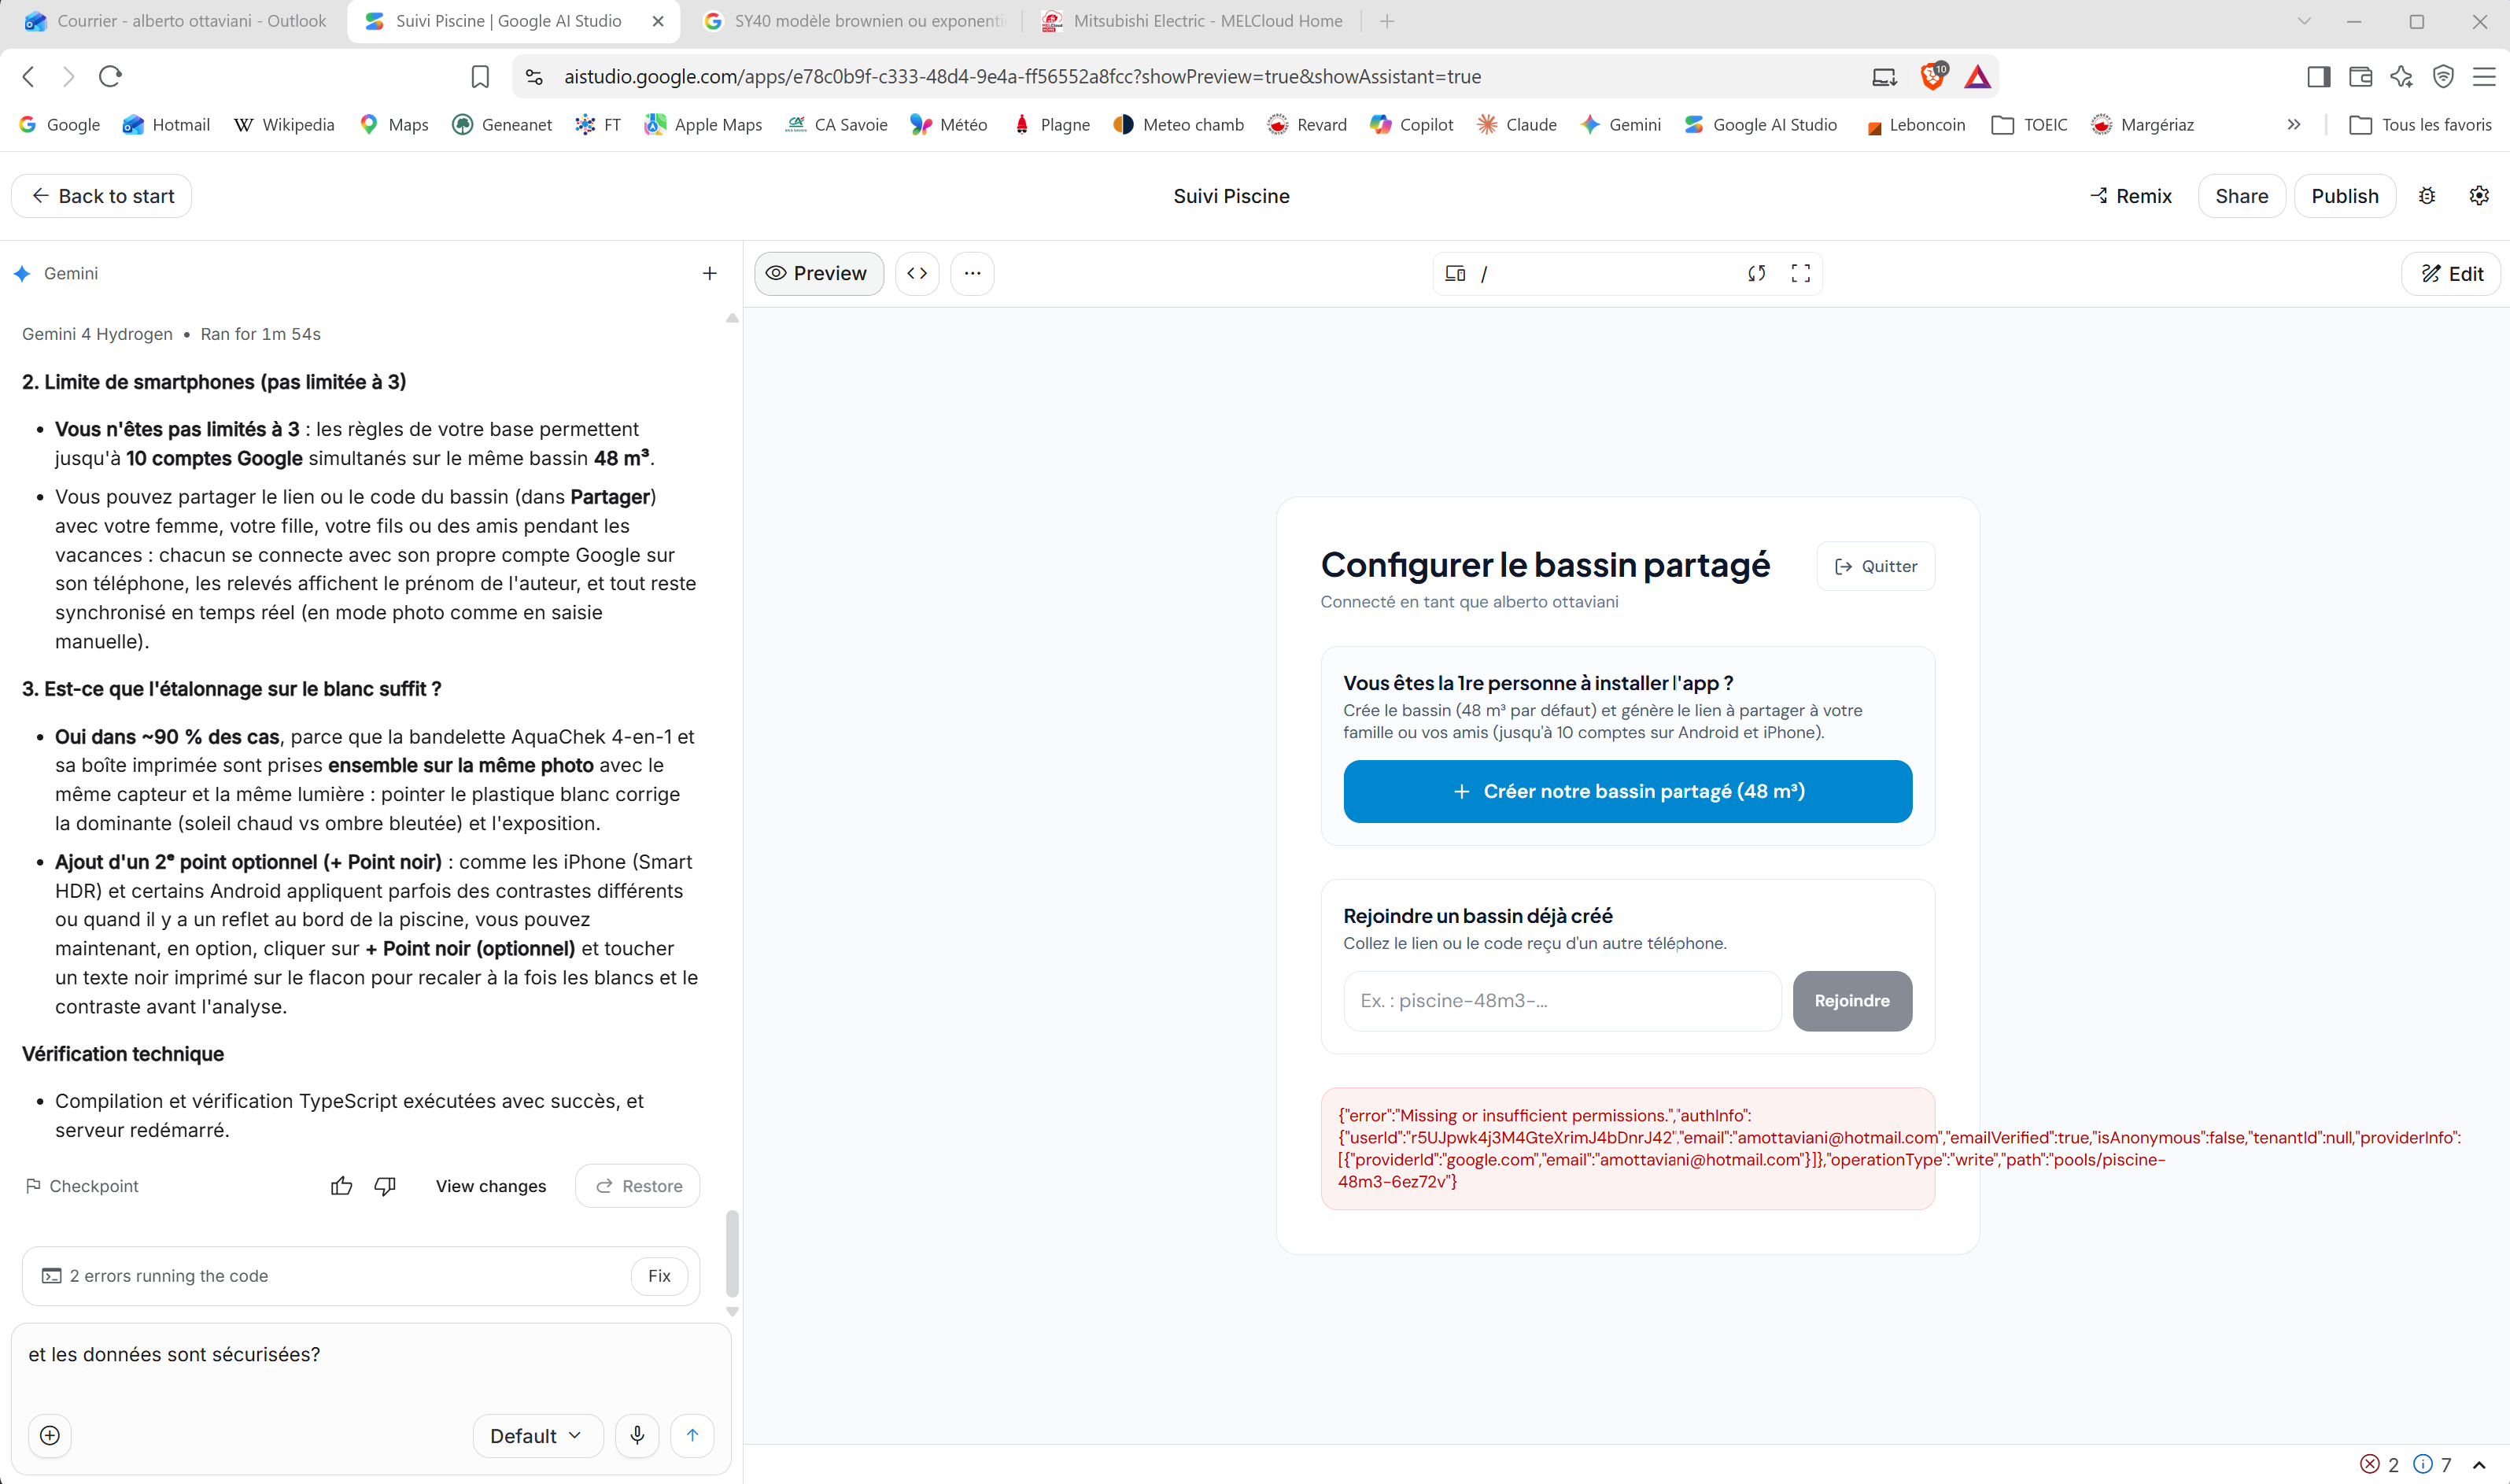 Courrier - alberto ottaviani - Outlook
Suivi Piscine | Google AI Studio
SY40 modèle brownien ou exponenti
Mitsubishi Electric - MELCloud Home
aistudio.google.com/apps/e78c0b9f-c333-48d4-9e4a-ff56552a8fcc?showPreview=true&showAssistant=true
10
Google
Hotmail
Wikipedia
Maps
Geneanet
FT
Apple Maps
CA Savoie
Météo
Plagne
Meteo chamb
Revard
Copilot
Claude
Gemini
Google AI Studio
Leboncoin
TOEIC
Margériaz
Tous les favoris
Back to start
Suivi Piscine
Remix
Share
Publish
Gemini
Preview
/
Edit
Gemini 4 Hydrogen • Ran for 1m 54s
2. Limite de smartphones (pas limitée à 3)
• Vous n'êtes pas limités à 3 : les règles de votre base permettent
jusqu'à 10 comptes Google simultanés sur le même bassin 48 m³.
• Vous pouvez partager le lien ou le code du bassin (dans Partager)
avec votre femme, votre fille, votre fils ou des amis pendant les
vacances : chacun se connecte avec son propre compte Google sur
son téléphone, les relevés affichent le prénom de l'auteur, et tout reste
synchronisé en temps réel (en mode photo comme en saisie
manuelle).
3. Est-ce que l'étalonnage sur le blanc suffit ?
• Oui dans ~90 % des cas, parce que la bandelette AquaChek 4-en-1 et
sa boîte imprimée sont prises ensemble sur la même photo avec le
même capteur et la même lumière : pointer le plastique blanc corrige
la dominante (soleil chaud vs ombre bleutée) et l'exposition.
• Ajout d'un 2ᵉ point optionnel (+ Point noir) : comme les iPhone (Smart
HDR) et certains Android appliquent parfois des contrastes différents
ou quand il y a un reflet au bord de la piscine, vous pouvez
maintenant, en option, cliquer sur + Point noir (optionnel) et toucher
un texte noir imprimé sur le flacon pour recaler à la fois les blancs et le
contraste avant l'analyse.
Vérification technique
• Compilation et vérification TypeScript exécutées avec succès, et
serveur redémarré.
Checkpoint
View changes
Restore
2 errors running the code
Fix
et les données sont sécurisées?
Default
Configurer le bassin partagé
Quitter
Connecté en tant que alberto ottaviani
Vous êtes la 1re personne à installer l'app ?
Crée le bassin (48 m³ par défaut) et génère le lien à partager à votre
famille ou vos amis (jusqu'à 10 comptes sur Android et iPhone).
+ Créer notre bassin partagé (48 m³)
Rejoindre un bassin déjà créé
Collez le lien ou le code reçu d'un autre téléphone.
Ex. : piscine-48m3-...
Rejoindre
{"error":"Missing or insufficient permissions.","authInfo":
{"userId":"r5UJpwk4j3M4GteXrimJ4bDnrJ42","email":"amottaviani@hotmail.com","emailVerified":true,"isAnonymous":false,"tenantId":null,"providerInfo":
[{"providerId":"google.com","email":"amottaviani@hotmail.com"}]},"operationType":"write","path":"pools/piscine-
48m3-6ez72v"}
2
7